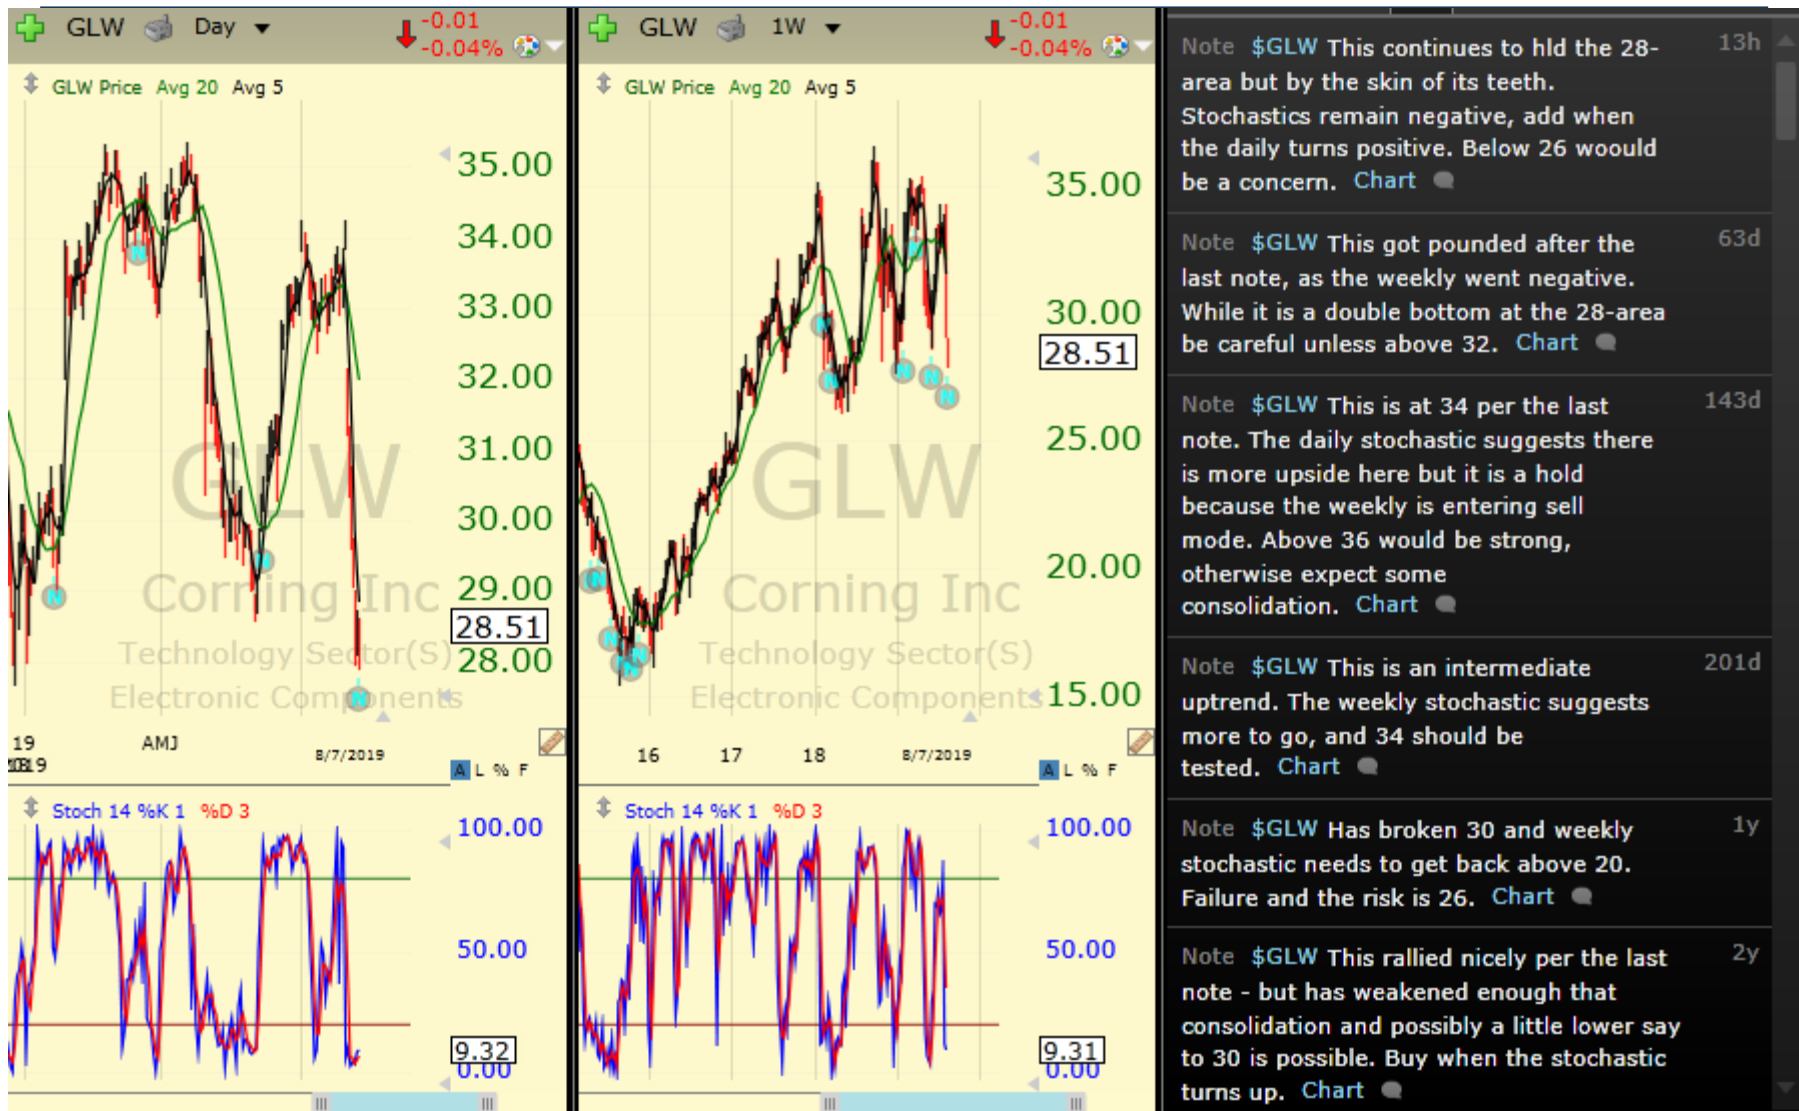 GLW Day -0.01
-0.04%
GLW Price Avg 20 Avg 5
35.00
34.00
33.00
32.00
31.00
30.00
29.00
28.51
28.00
GLW
Corning Inc
Technology Sector(S)
Electronic Components
19 AMJ 8/7/2019
A L % F
Stoch 14 %K 1 %D 3
100.00
50.00
9.32
0.00
GLW 1W -0.01
-0.04%
GLW Price Avg 20 Avg 5
35.00
30.00
28.51
25.00
20.00
15.00
GLW
Corning Inc
Technology Sector(S)
Electronic Components
16 17 18 8/7/2019
A L % F
Stoch 14 %K 1 %D 3
100.00
50.00
9.31
0.00
Note $GLW This continues to hld the 28- 13h
area but by the skin of its teeth.
Stochastics remain negative, add when
the daily turns positive. Below 26 woould
be a concern. Chart
Note $GLW This got pounded after the 63d
last note, as the weekly went negative.
While it is a double bottom at the 28-area
be careful unless above 32. Chart
Note $GLW This is at 34 per the last 143d
note. The daily stochastic suggests there
is more upside here but it is a hold
because the weekly is entering sell
mode. Above 36 would be strong,
otherwise expect some
consolidation. Chart
Note $GLW This is an intermediate 201d
uptrend. The weekly stochastic suggests
more to go, and 34 should be
tested. Chart
Note $GLW Has broken 30 and weekly 1y
stochastic needs to get back above 20.
Failure and the risk is 26. Chart
Note $GLW This rallied nicely per the last 2y
note - but has weakened enough that
consolidation and possibly a little lower say
to 30 is possible. Buy when the stochastic
turns up. Chart